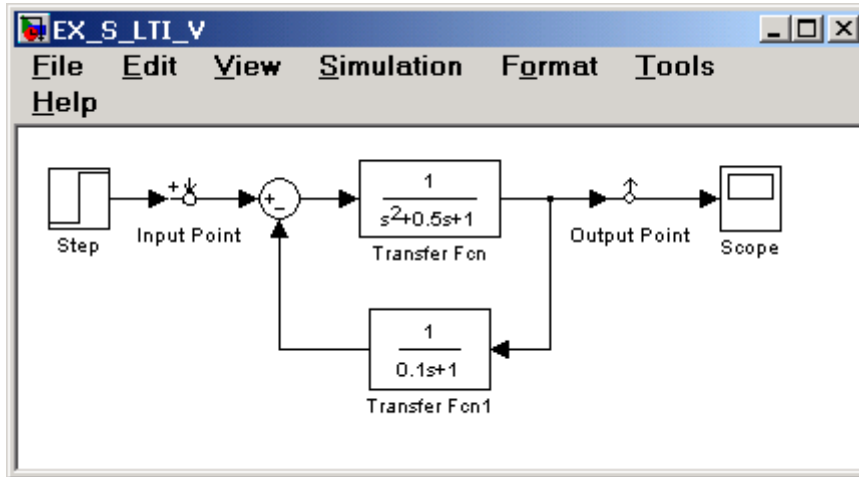 EX_S_LTI_V
File Edit View Simulation Format Tools
Help
Step
+
Input Point
+
-
1
s2+0.5s+1
Transfer Fcn
Output Point
Scope
1
0.1s+1
Transfer Fcn1